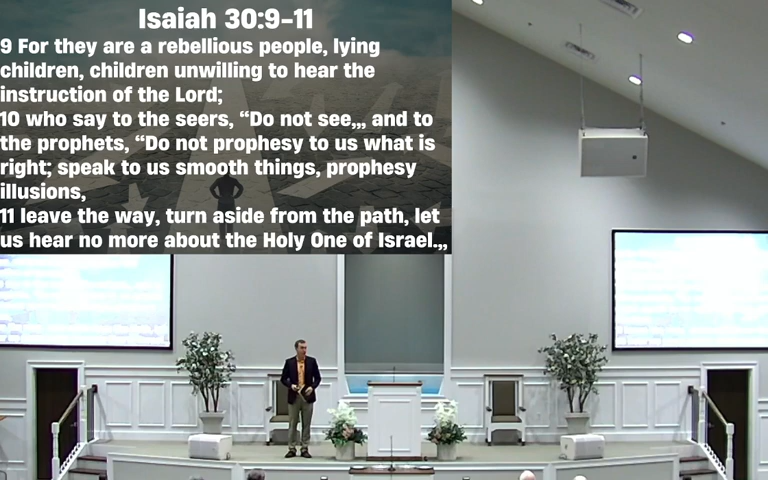 Isaiah 30:9-11
9 For they are a rebellious people, lying
children, children unwilling to hear the
instruction of the Lord;
10 who say to the seers, “Do not see,,, and to
the prophets, “Do not prophesy to us what is
right; speak to us smooth things, prophesy
illusions,
11 leave the way, turn aside from the path, let
us hear no more about the Holy One of Israel.,,